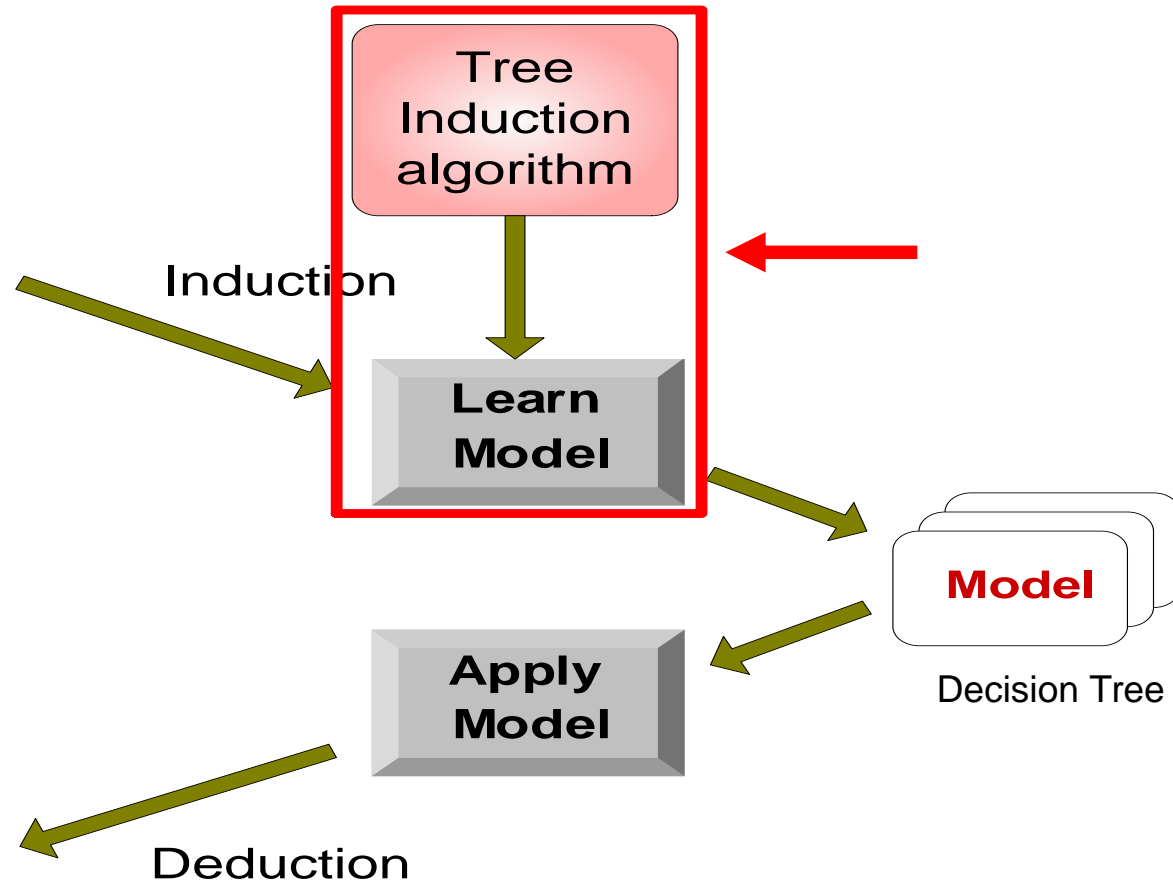 Tree
Induction
algorithm
Induction
Learn
Model
Model
Decision Tree
Apply
Model
Deduction